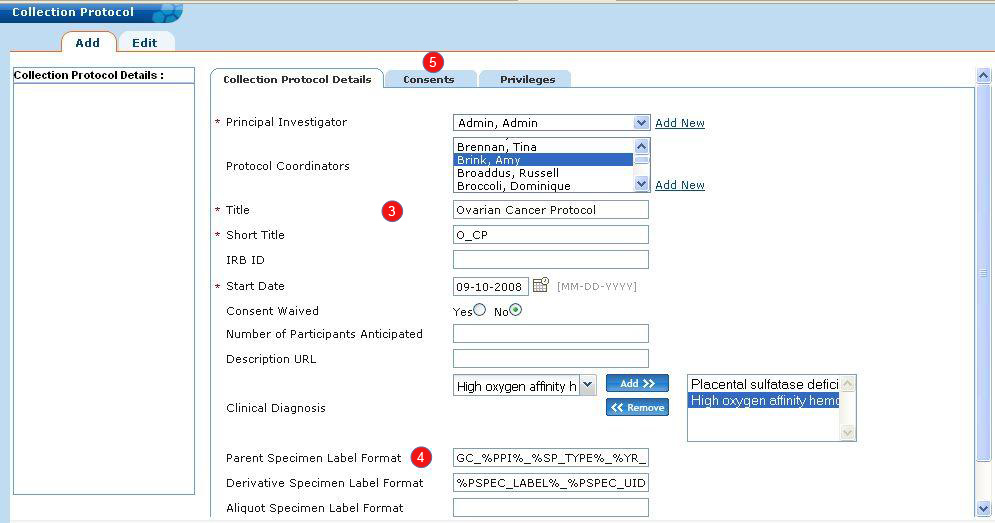 Collection Protocol
Add Edit
Collection Protocol Details :
Collection Protocol Details Consents Privileges
5
* Principal Investigator Admin, Admin Add New
Protocol Coordinators
Brennan, Tina
Brink, Amy
Broaddus, Russell
Broccoli, Dominique
Add New
* Title 3 Ovarian Cancer Protocol
* Short Title O_CP
IRB ID
* Start Date 09-10-2008 [MM-DD-YYYY]
Consent Waived Yes No
Number of Participants Anticipated
Description URL
Clinical Diagnosis
High oxygen affinity h Add >>
<< Remove
Placental sulfatase defici
High oxygen affinity hemo
Parent Specimen Label Format 4 GC_%PPI%_%SP_TYPE%_%YR_
Derivative Specimen Label Format %PSPEC_LABEL%_%PSPEC_UID
Aliquot Specimen Label Format